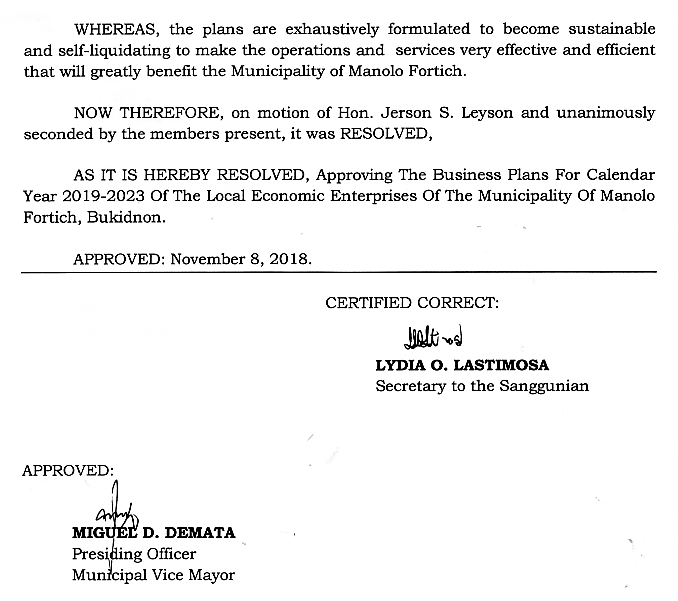 WHEREAS, the plans are exhaustively formulated to become sustainable
and self-liquidating to make the operations and services very effective and efficient
that will greatly benefit the Municipality of Manolo Fortich.
NOW THEREFORE, on motion of Hon. Jerson S. Leyson and unanimously
seconded by the members present, it was RESOLVED,
AS IT IS HEREBY RESOLVED, Approving The Business Plans For Calendar
Year 2019-2023 Of The Local Economic Enterprises Of The Municipality Of Manolo
Fortich, Bukidnon.
APPROVED: November 8, 2018.
CERTIFIED CORRECT:
LYDIA O. LASTIMOSA
Secretary to the Sanggunian
APPROVED:
MIGUEL D. DEMATA
Presiding Officer
Municipal Vice Mayor